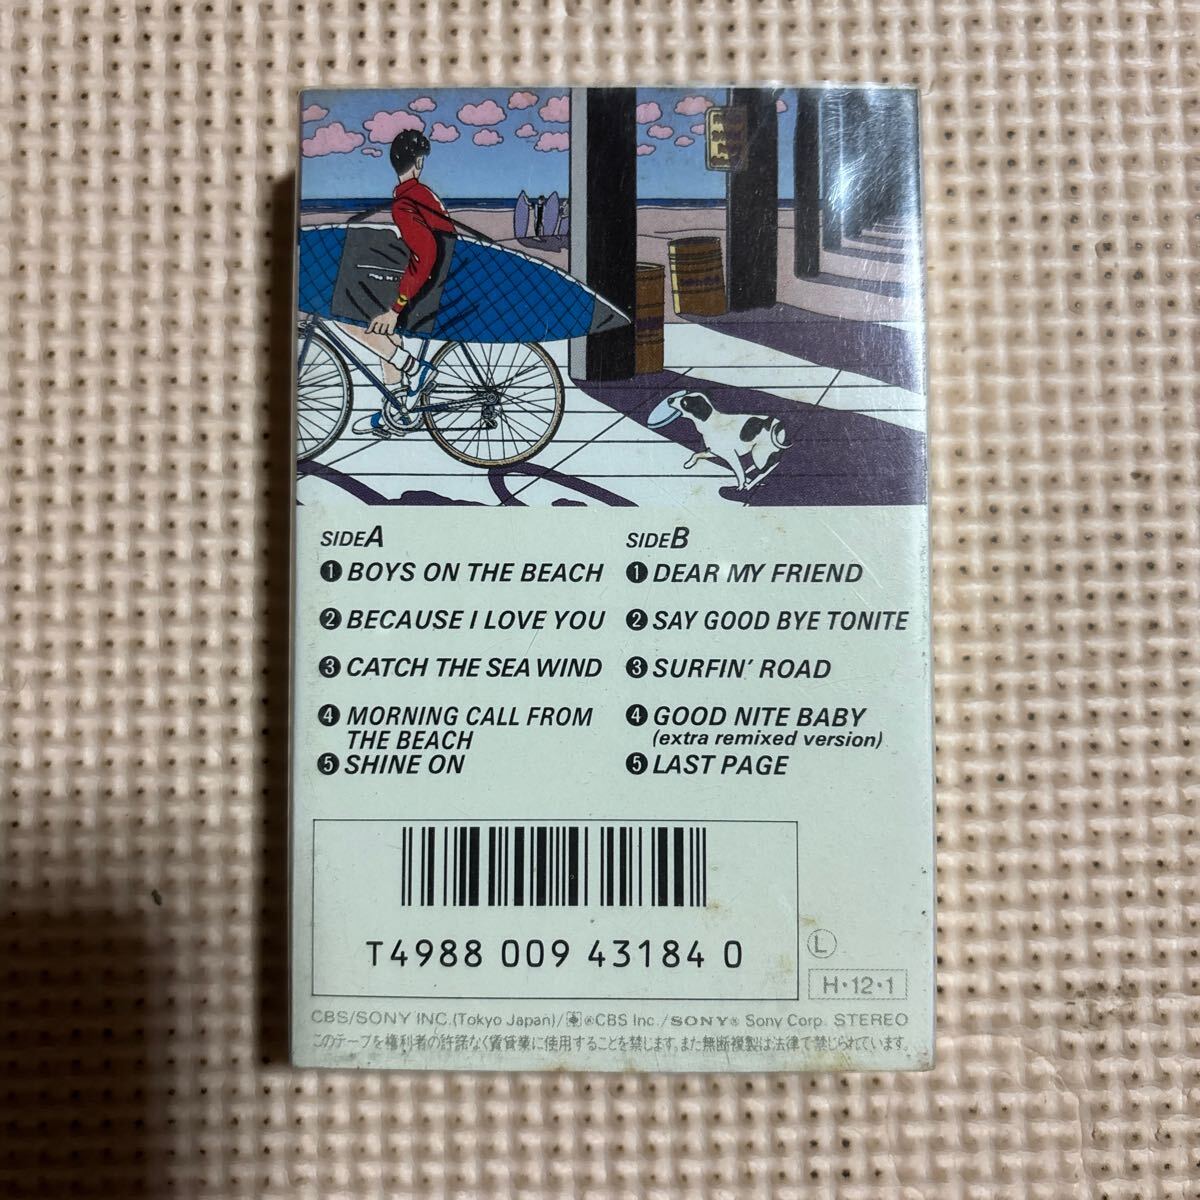 SIDE A
❶ BOYS ON THE BEACH
❷ BECAUSE I LOVE YOU
❸ CATCH THE SEA WIND
❹ MORNING CALL FROM
THE BEACH
❺ SHINE ON
SIDE B
❶ DEAR MY FRIEND
❷ SAY GOOD BYE TONITE
❸ SURFIN' ROAD
❹ GOOD NITE BABY
(extra remixed version)
❺ LAST PAGE
T4988 009 43184 0
Ⓛ
H・12・1
CBS/SONY INC.(Tokyo Japan)/®CBS Inc./SONY® Sony Corp. STEREO
このテープを権利者の許諾なく賃貸業に使用することを禁じます。また無断複製は法律で禁じられています。